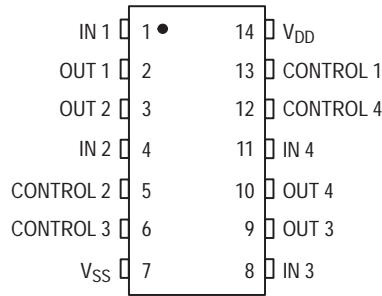 IN 1 1 14 VDD
OUT 1 2 13 CONTROL 1
OUT 2 3 12 CONTROL 4
IN 2 4 11 IN 4
CONTROL 2 5 10 OUT 4
CONTROL 3 6 9 OUT 3
VSS 7 8 IN 3